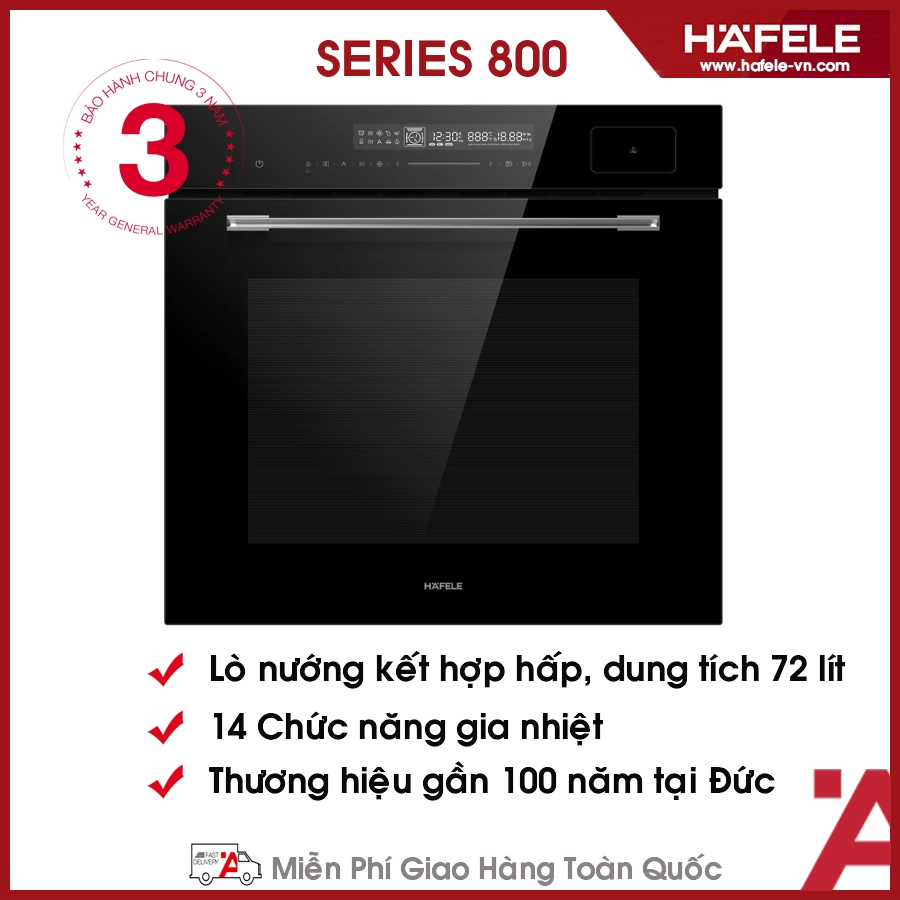 SERIES 800
HÄFELE
www.hafele-vn.com
BẢO HÀNH CHUNG 3 NĂM
3
YEAR GENERAL WARRANTY
12:30 888 18.88
HÄFELE
Lò nướng kết hợp hấp, dung tích 72 lít
14 Chức năng gia nhiệt
Thương hiệu gần 100 năm tại Đức
FAST
DELIVERY
Miễn Phí Giao Hàng Toàn Quốc